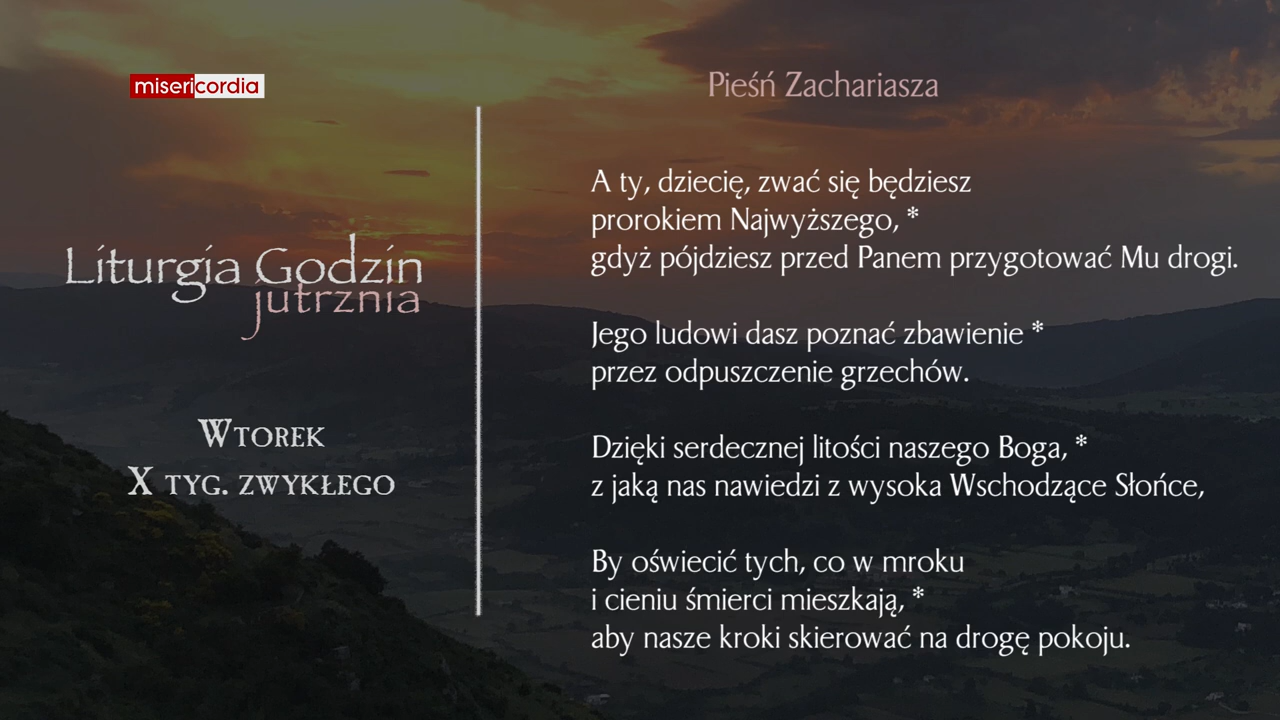 misericordia
Liturgia Godzin
jutrznia
Wtorek
X tyg. zwykłego
Pieśń Zachariasza
A ty, dziecię, zwać się będziesz
prorokiem Najwyższego, *
gdyż pójdziesz przed Panem przygotować Mu drogi.
Jego ludowi dasz poznać zbawienie *
przez odpuszczenie grzechów.
Dzięki serdecznej litości naszego Boga, *
z jaką nas nawiedzi z wysoka Wschodzące Słońce,
By oświecić tych, co w mroku
i cieniu śmierci mieszkają, *
aby nasze kroki skierować na drogę pokoju.